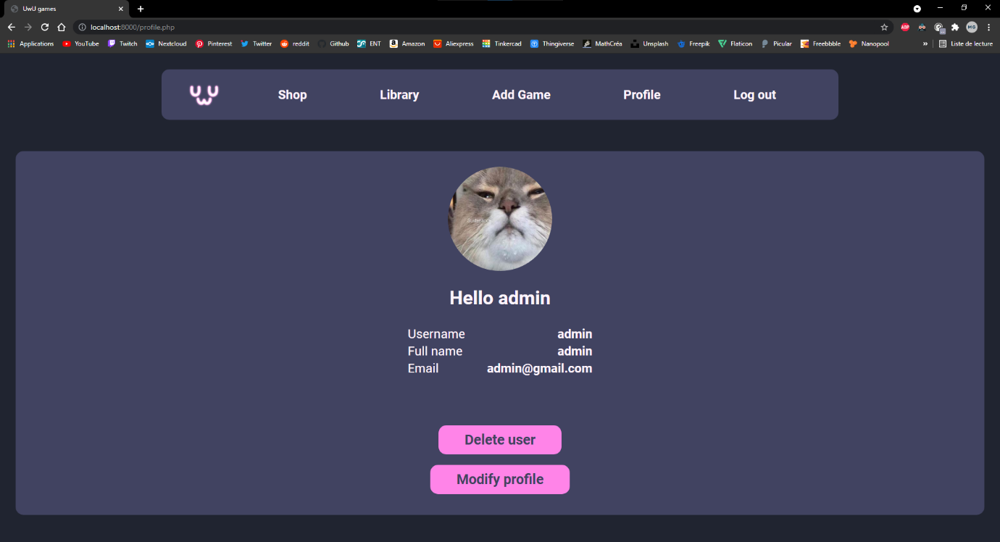 UwU games
localhost:8000/profile.php
ABP
MG
Applications YouTube Twitch Nextcloud Pinterest Twitter reddit Github ENT Amazon Aliexpress Tinkercad Thingiverse MathCréa Unsplash Freepik Flaticon Picular Freebbble Nanopool » Liste de lecture
UwU Shop Library Add Game Profile Log out
Hello admin
Username admin
Full name admin
Email admin@gmail.com
Delete user
Modify profile